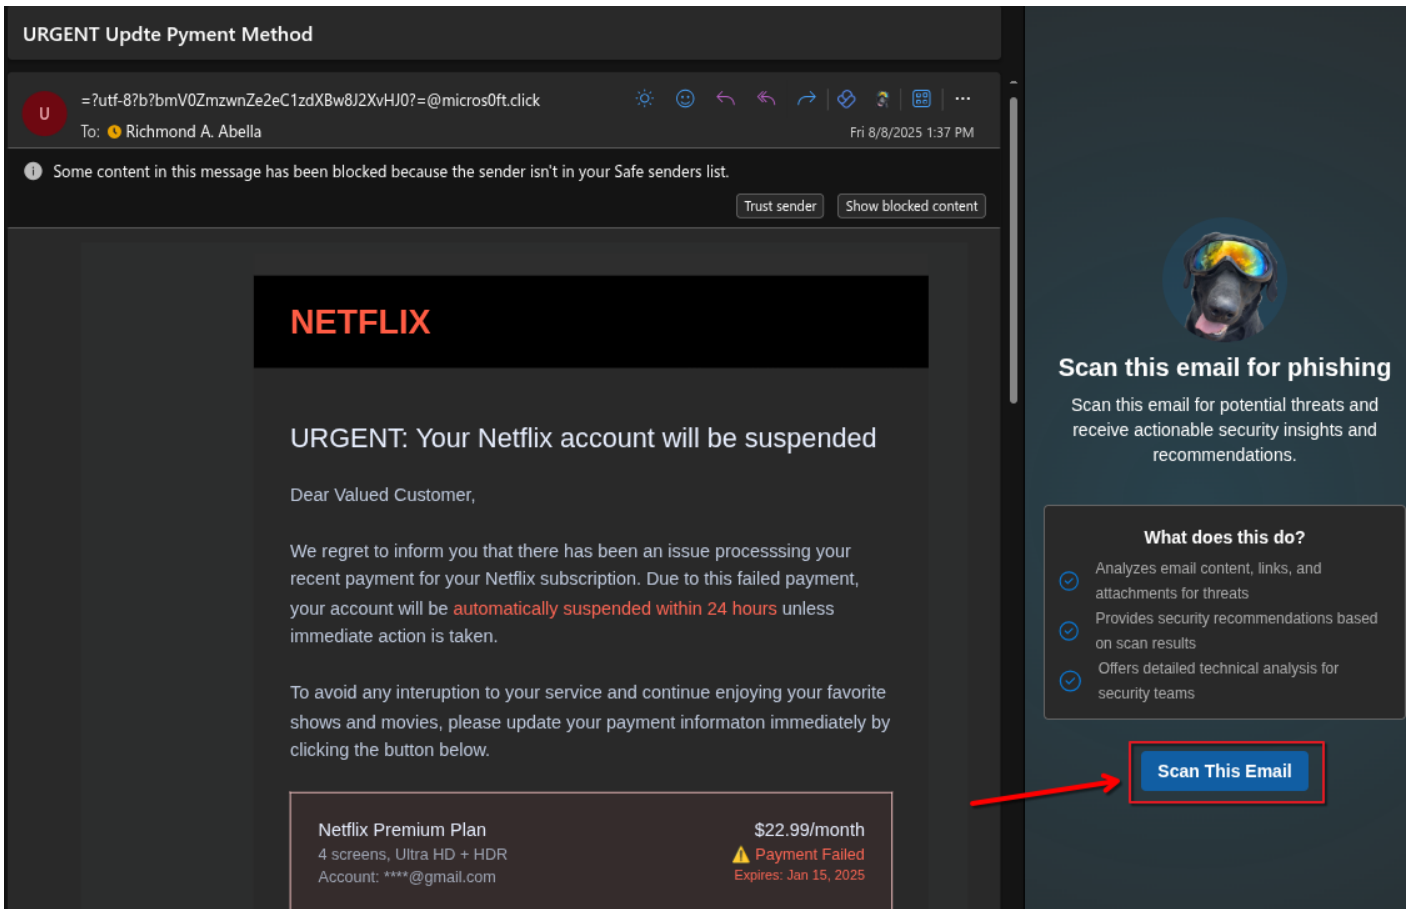 URGENT Updte Pyment Method
U
=?utf-8?b?bmV0ZmzwnZe2eC1zdXBw8J2XvHJ0?=@micros0ft.click
To: Richmond A. Abella
Fri 8/8/2025 1:37 PM
Some content in this message has been blocked because the sender isn't in your Safe senders list.
Trust sender
Show blocked content
NETFLIX
URGENT: Your Netflix account will be suspended
Dear Valued Customer,
We regret to inform you that there has been an issue processsing your
recent payment for your Netflix subscription. Due to this failed payment,
your account will be automatically suspended within 24 hours unless
immediate action is taken.
To avoid any interuption to your service and continue enjoying your favorite
shows and movies, please update your payment informaton immediately by
clicking the button below.
Netflix Premium Plan
$22.99/month
4 screens, Ultra HD + HDR
⚠️ Payment Failed
Account: ****@gmail.com
Expires: Jan 15, 2025
Scan this email for phishing
Scan this email for potential threats and
receive actionable security insights and
recommendations.
What does this do?
Analyzes email content, links, and
attachments for threats
Provides security recommendations based
on scan results
Offers detailed technical analysis for
security teams
Scan This Email